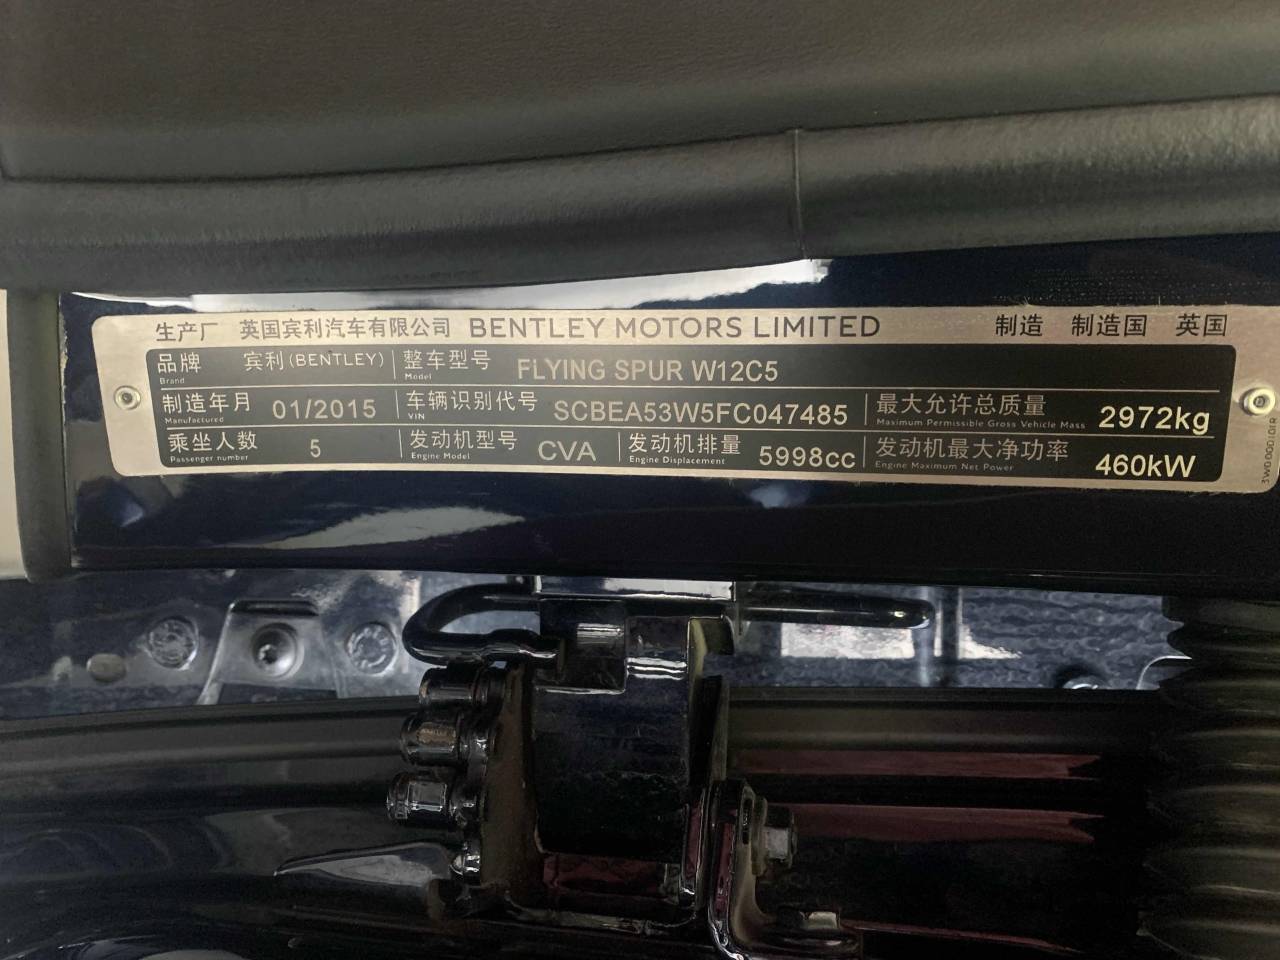 生产厂 英国宾利汽车有限公司 BENTLEY MOTORS LIMITED 制造 制造国 英国
品牌 Brand 宾利(BENTLEY) 整车型号 Model FLYING SPUR W12C5
制造年月 Manufactured 01/2015 车辆识别代号 VIN SCBEA53W5FC047485 最大允许总质量 Maximum Permissible Gross Vehicle Mass 2972kg
乘坐人数 Passenger number 5 发动机型号 Engine Model CVA 发动机排量 Engine Displacement 5998cc 发动机最大净功率 Engine Maximum Net Power 460kW